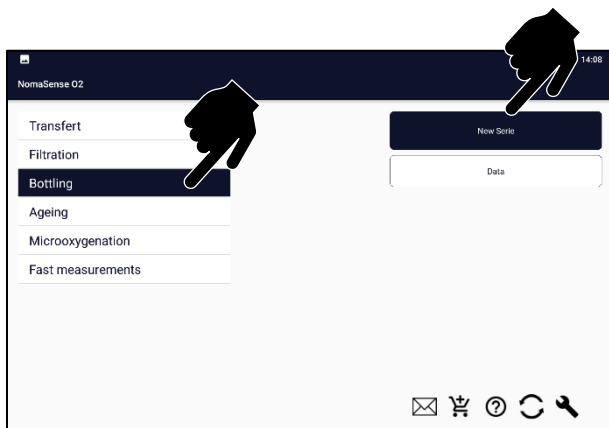 14:08
NomaSense O2
Transfert
Filtration
Bottling
Ageing
Microoxygenation
Fast measurements
New Serie
Data